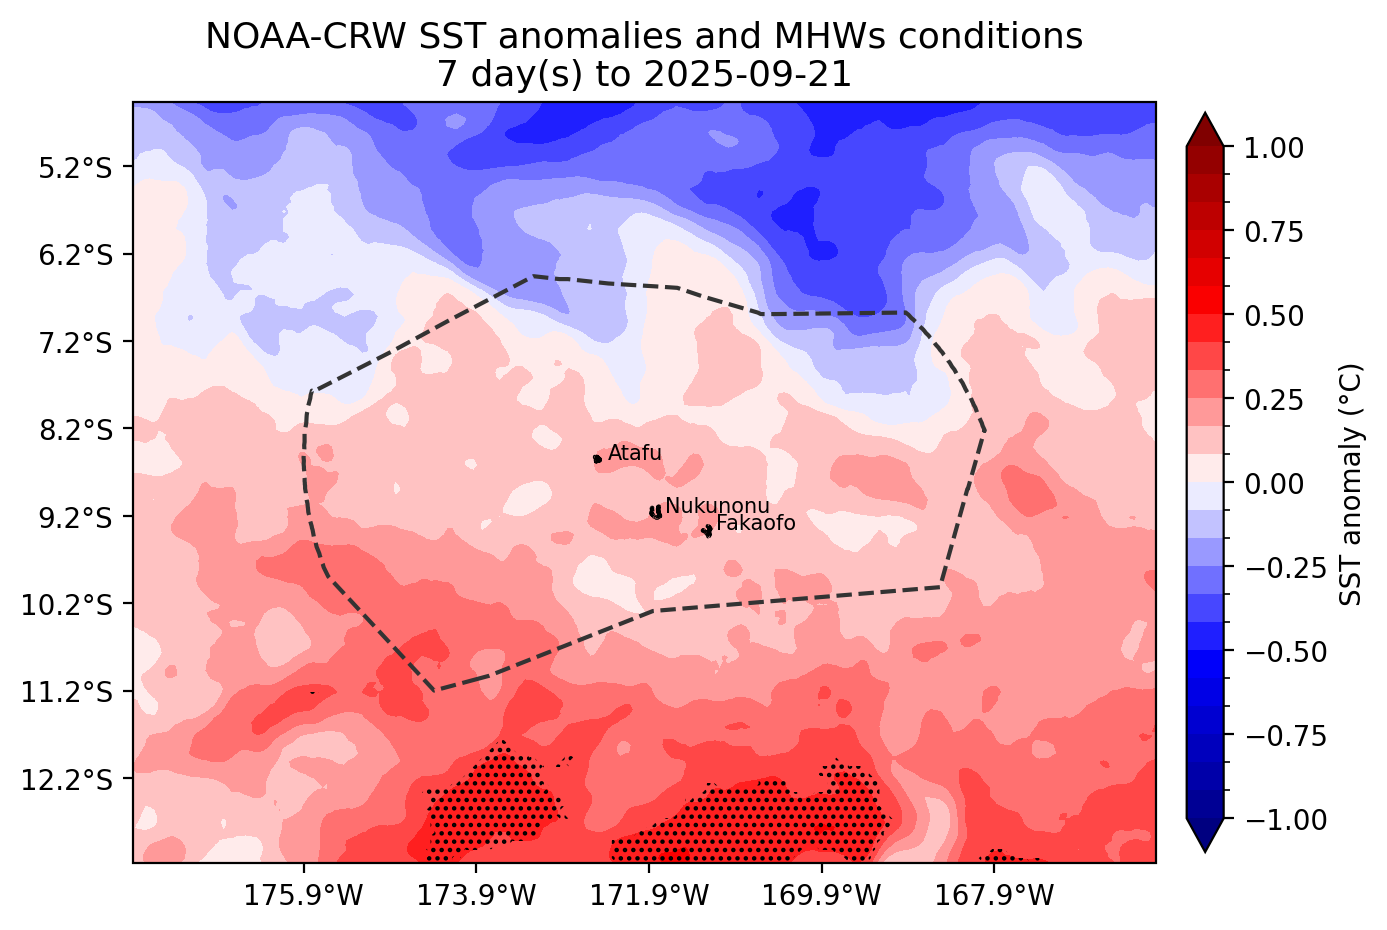 NOAA-CRW SST anomalies and MHWs conditions
7 day(s) to 2025-09-21
5.2°S
6.2°S
7.2°S
8.2°S
9.2°S
10.2°S
11.2°S
12.2°S
Atafu
Nukunonu
Fakaofo
175.9°W
173.9°W
171.9°W
169.9°W
167.9°W
1.00
0.75
0.50
0.25
0.00
−0.25
−0.50
−0.75
−1.00
SST anomaly (°C)